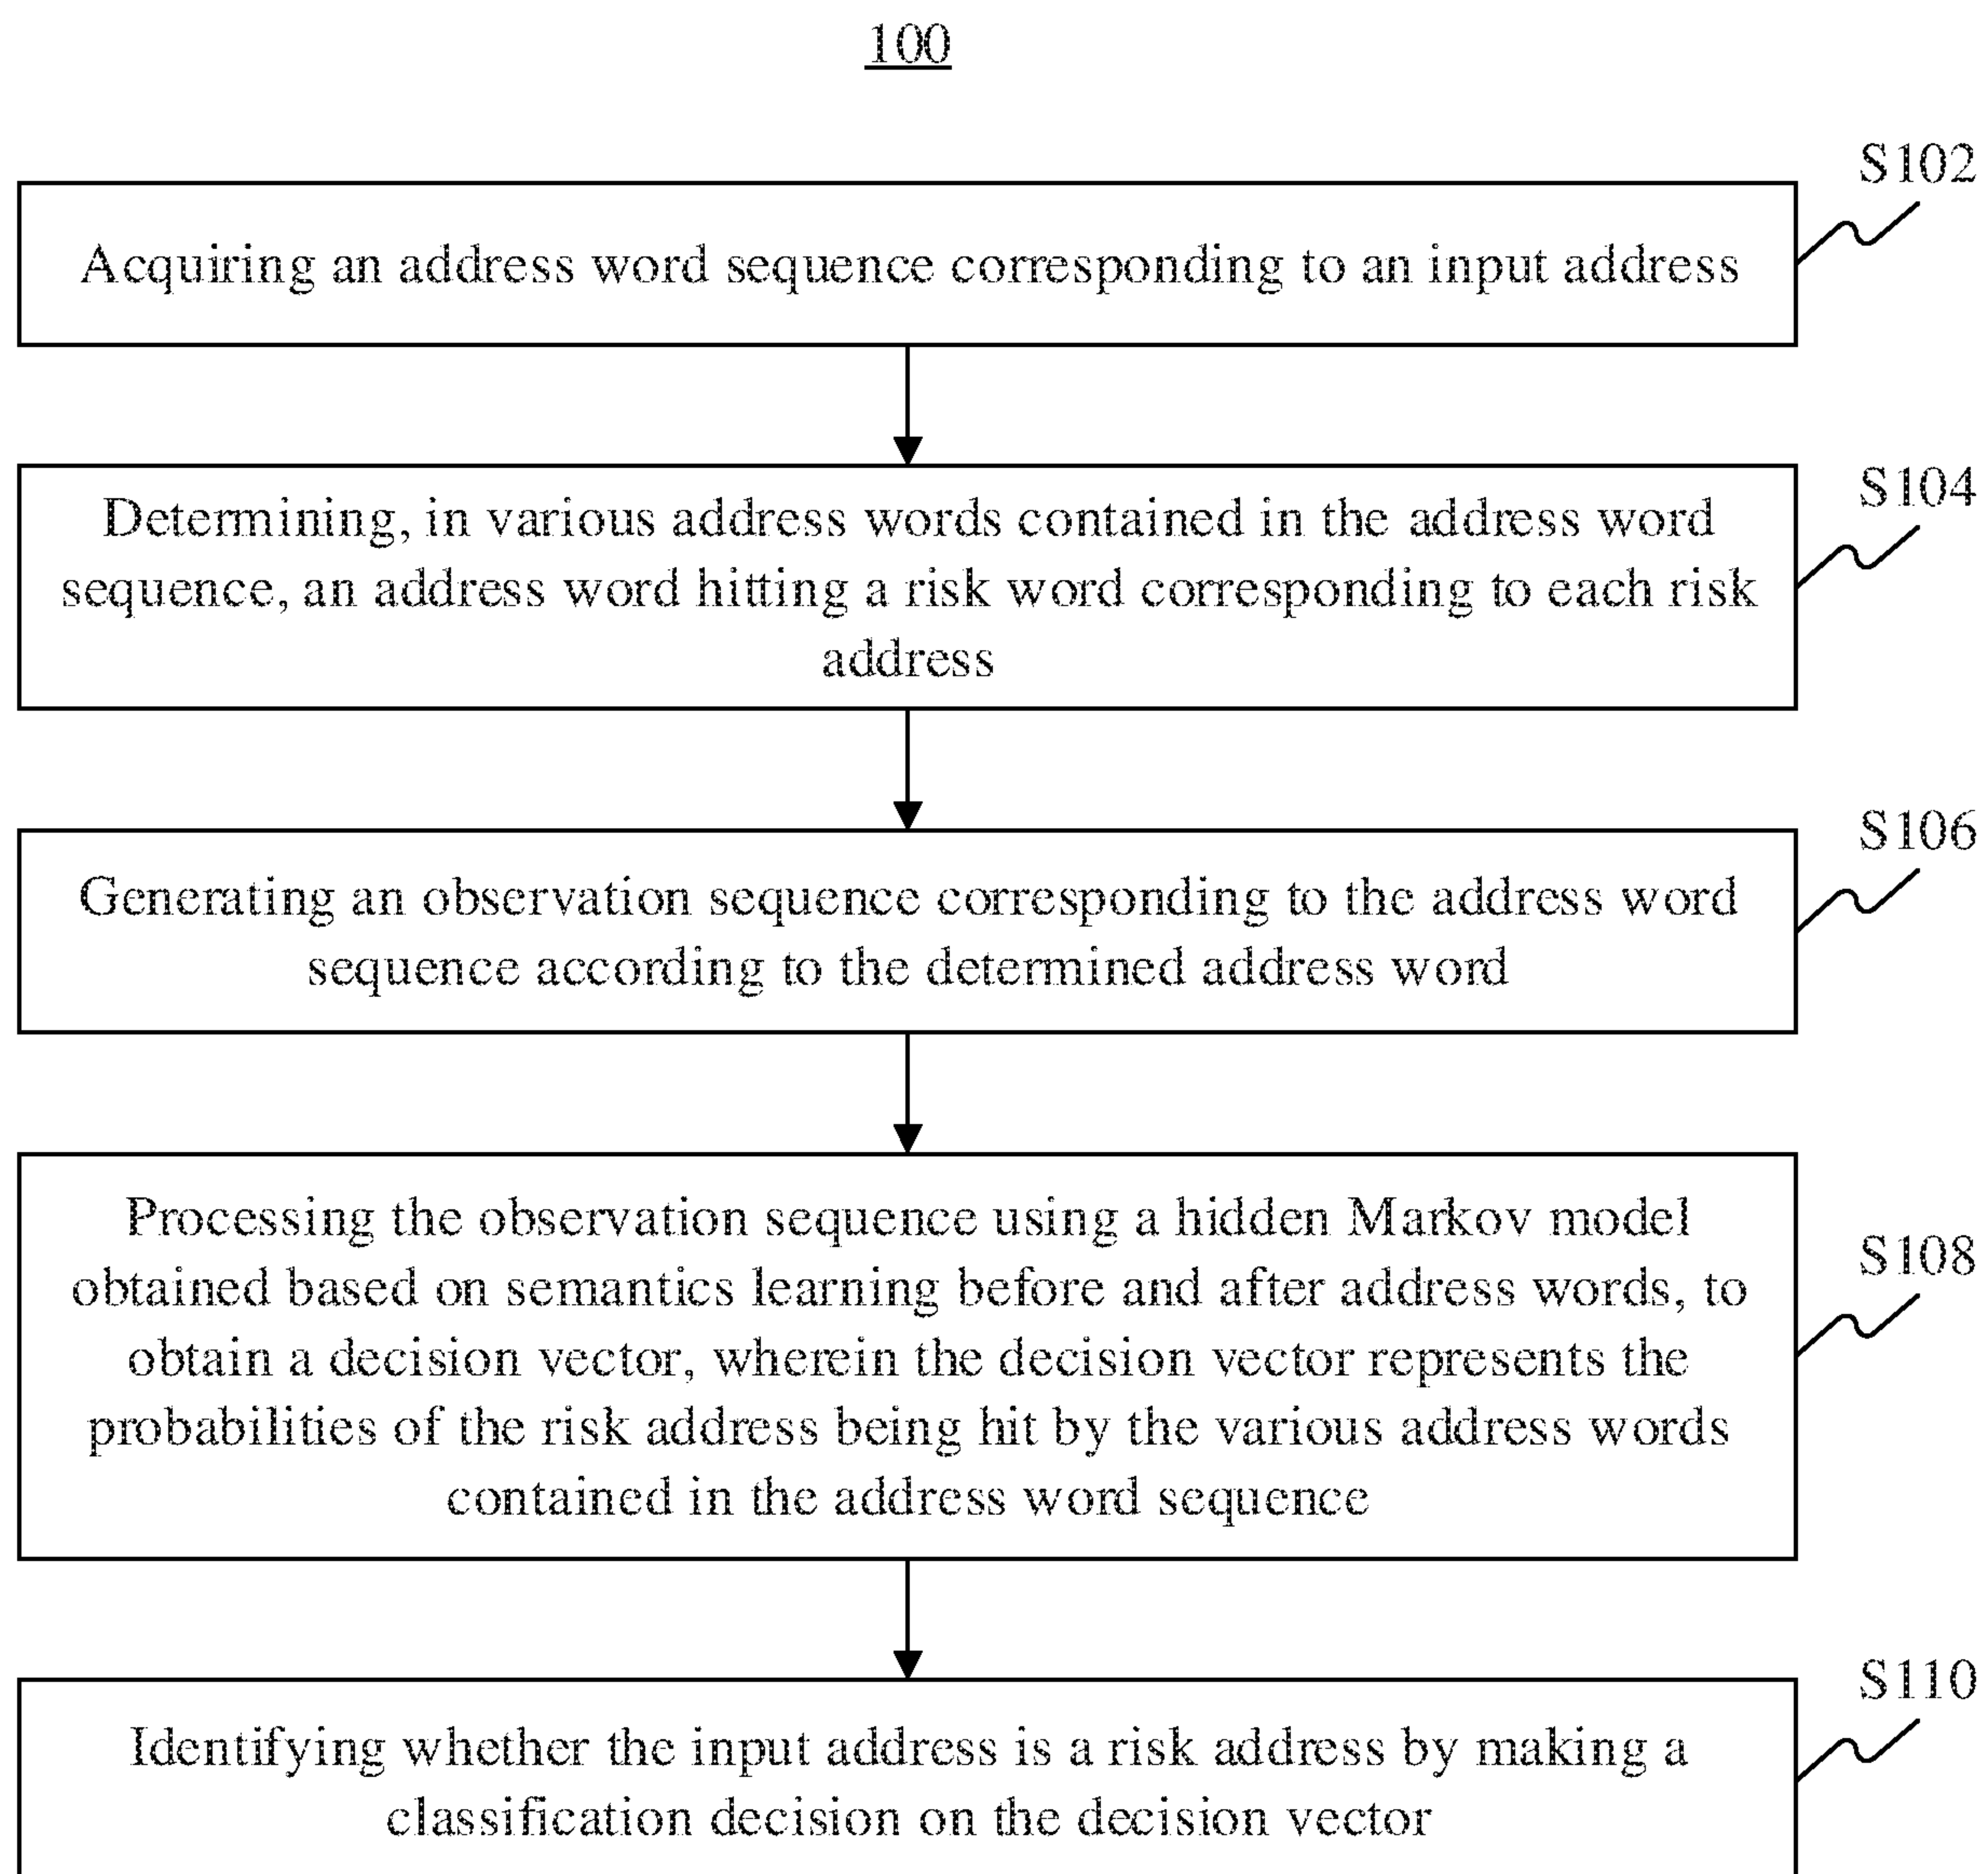 100
S102
Acquiring an address word sequence corresponding to an input address
S104
Determining, in various address words contained in the address word
sequence, an address word hitting a risk word corresponding to each risk
address
S106
Generating an observation sequence corresponding to the address word
sequence according to the determined address word
S108
Processing the observation sequence using a hidden Markov model
obtained based on semantics learning before and after address words, to
obtain a decision vector, wherein the decision vector represents the
probabilities of the risk address being hit by the various address words
contained in the address word sequence
S110
Identifying whether the input address is a risk address by making a
classification decision on the decision vector